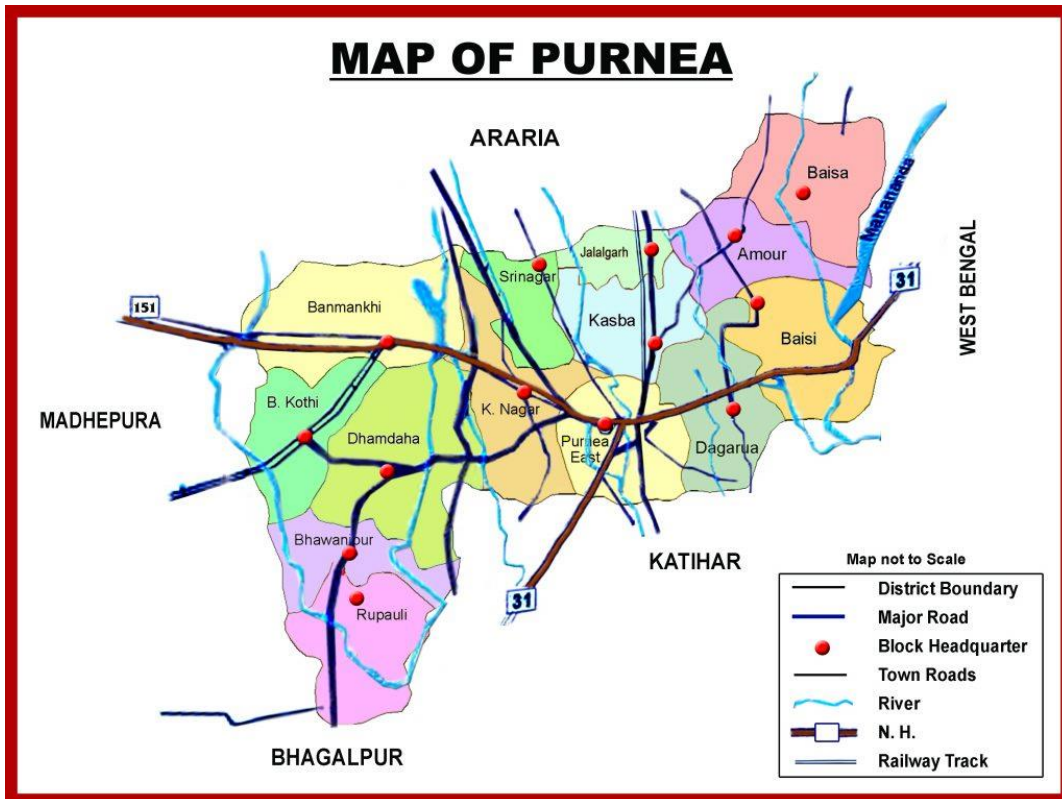 MAP OF PURNEA
ARARIA
Baisa
Mahananda
Jalalgarh
Amour
Srinagar
31
WEST BENGAL
Banmankhi
151
Kasba
Baisi
B. Kothi
K. Nagar
MADHEPURA
Dhamdaha
Purnea
East
Dagarua
Bhawanipur
KATIHAR
Map not to Scale
31
Rupauli
District Boundary
Major Road
Block Headquarter
Town Roads
River
N. H.
Railway Track
BHAGALPUR